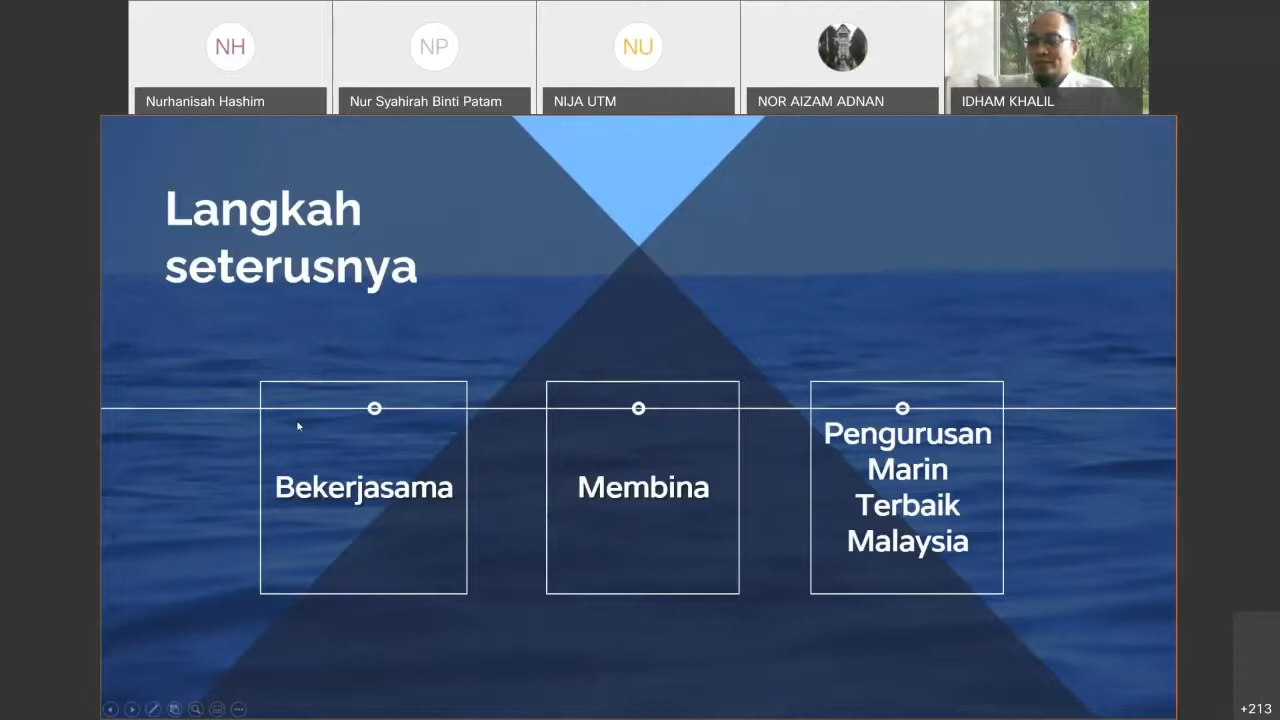 NH
NP
NU
Nurhanisah Hashim
Nur Syahirah Binti Patam
NIJA UTM
NOR AIZAM ADNAN
IDHAM KHALIL
Langkah
seterusnya
Bekerjasama
Membina
Pengurusan
Marin
Terbaik
Malaysia
+213